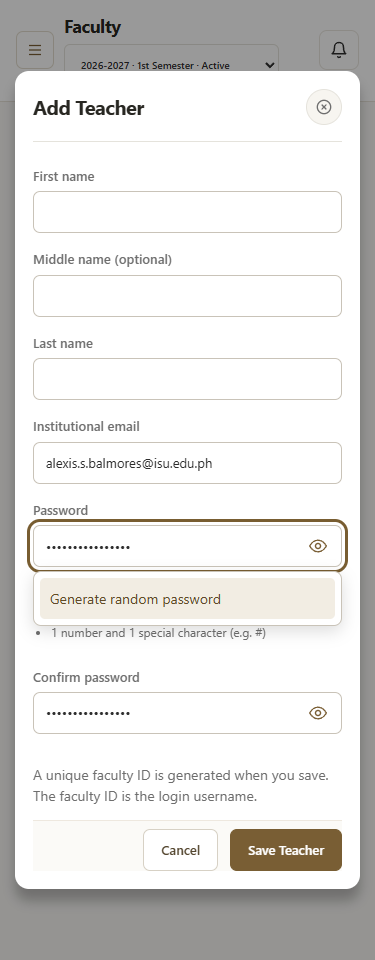 Faculty
2026-2027 · 1st Semester · Active
Add Teacher
First name
Middle name (optional)
Last name
Institutional email
alexis.s.balmores@isu.edu.ph
Password
•••••••••••••••
Generate random password
• 1 number and 1 special character (e.g. #)
Confirm password
•••••••••••••••
A unique faculty ID is generated when you save.
The faculty ID is the login username.
Cancel
Save Teacher